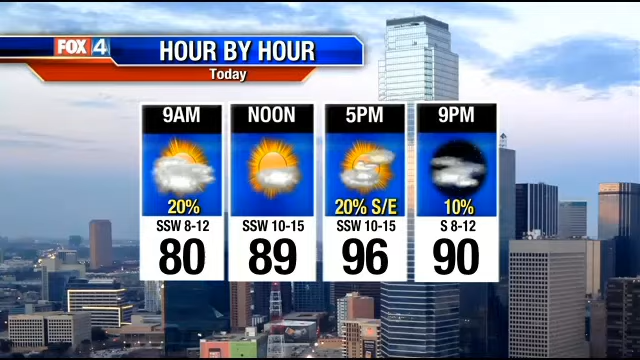 FOX 4
HOUR BY HOUR
Today
9AM
20%
SSW 8-12
80
NOON
SSW 10-15
89
5PM
20% S/E
SSW 10-15
96
9PM
10%
S 8-12
90